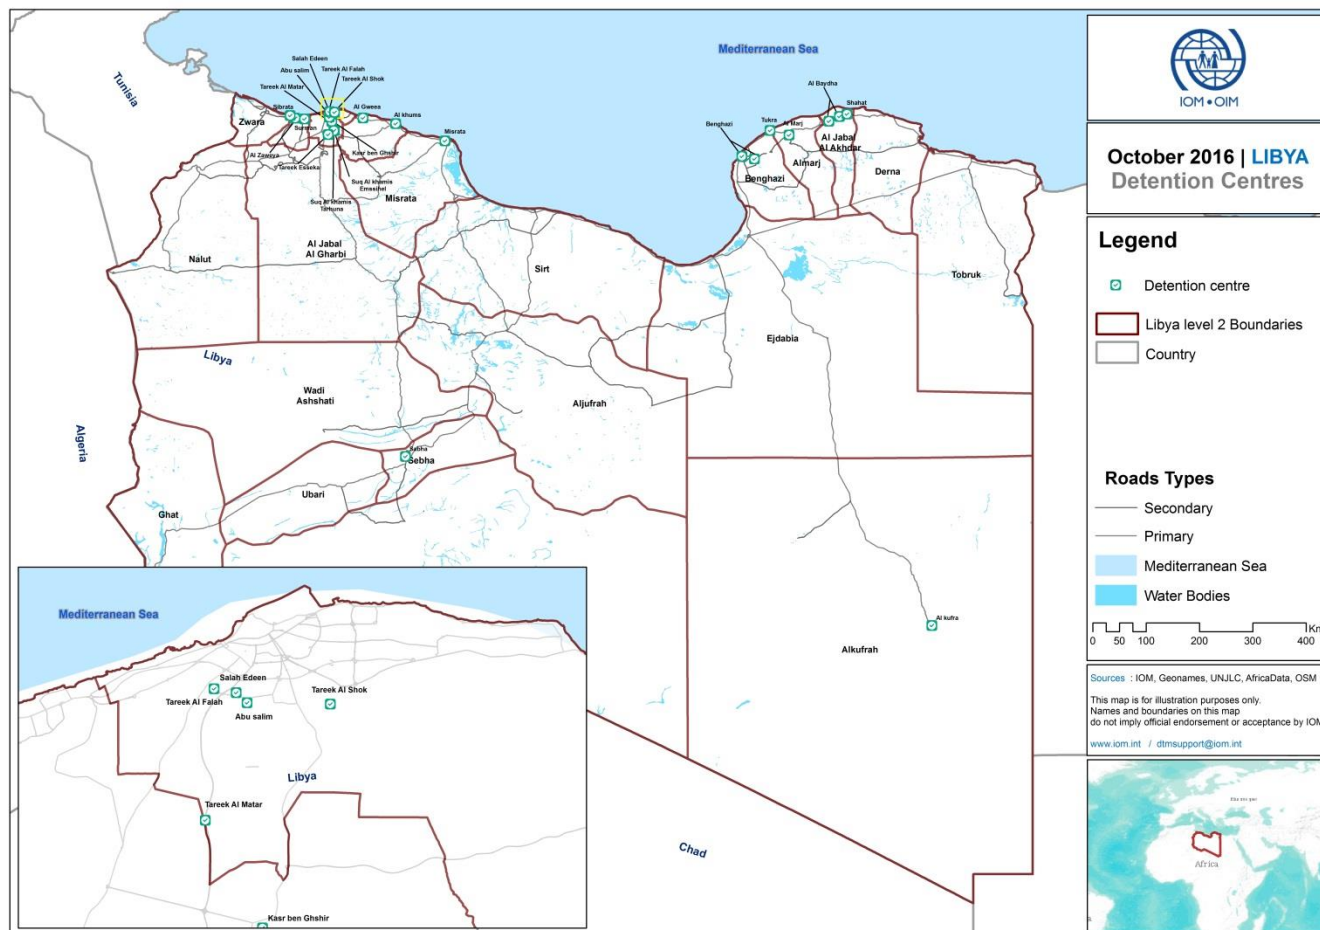 Mediterranean Sea
Tunisia
Salah Edeen
Abu salim
Tareek Al Falah
Tareek Al Shok
Tareek Al Matar
Sibrata
Al Gweea
Al khums
Zwara
Surman
Misrata
Al Zawaya
Kasr ben Ghshir
Tareek Esseka
Suq Al khamis
Emssihel
Suq Al khamis
Tarhuna
Misrata
Al Baydha
Shahat
Tukra
Al Marj
Benghazi
Al Jabal
Al Akhdar
Almarj
Benghazi
Derna
Nalut
Al Jabal
Al Gharbi
Sirt
Tobruk
Ejdabia
Libya
Wadi
Ashshati
Aljufrah
Algeria
Sebha
Ubari
Ghat
Al kufra
Alkufrah
Chad
Mediterranean Sea
Salah Edeen
Tareek Al Falah
Tareek Al Shok
Abu salim
Libya
Tareek Al Matar
Kasr ben Ghshir
IOM • OIM
October 2016 | LIBYA
Detention Centres
Legend
Detention centre
Libya level 2 Boundaries
Country
Roads Types
Secondary
Primary
Mediterranean Sea
Water Bodies
0 50 100 200 300 400 Km
Sources : IOM, Geonames, UNJLC, AfricaData, OSM
This map is for illustration purposes only.
Names and boundaries on this map
do not imply official endorsement or acceptance by IOM
www.iom.int / dtmsupport@iom.int
Africa